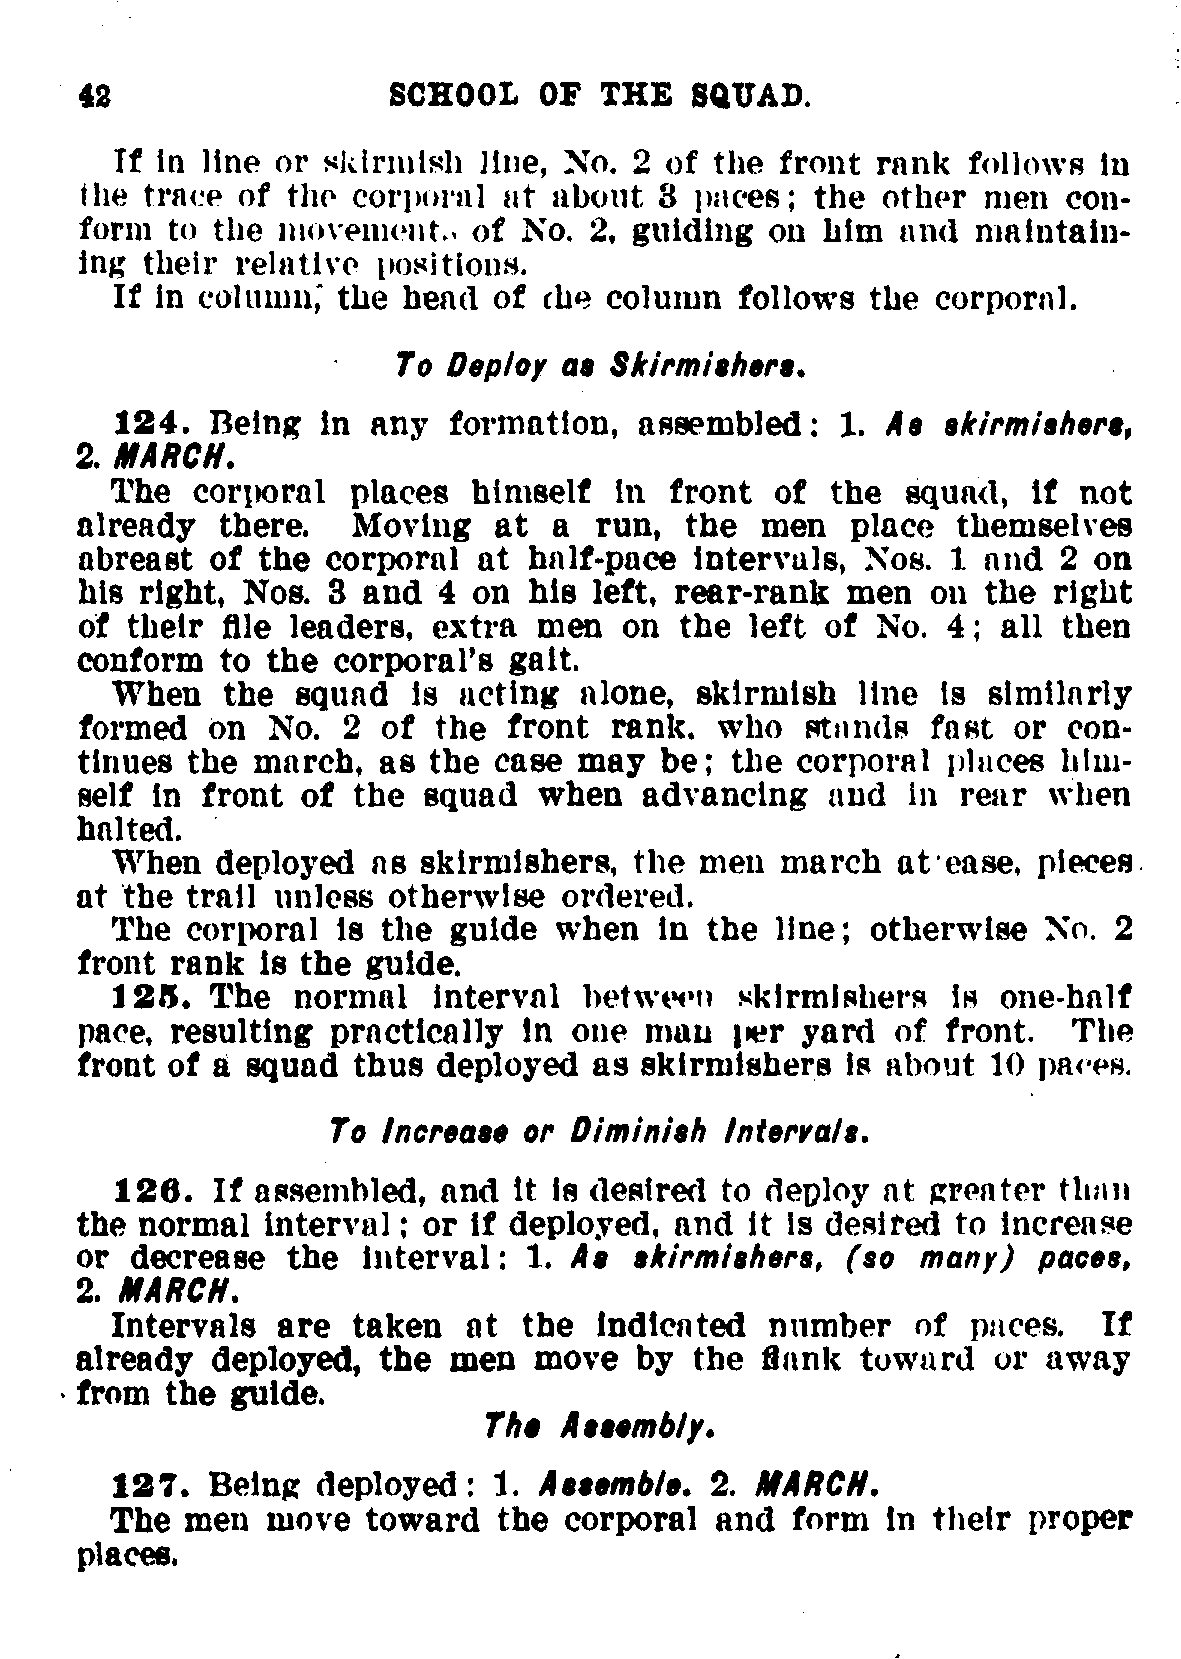 42 SCHOOL OF THE SQUAD.
If in line or skirmish line, No. 2 of the front rank follows in
the trace of the corporal at about 3 paces; the other men con-
form to the movements of No. 2, guiding on him and maintain-
ing their relative positions.
If in column, the head of the column follows the corporal.
To Deploy as Skirmishers.
124. Being in any formation, assembled: 1. As skirmishers,
2. MARCH.
The corporal places himself in front of the squad, if not
already there. Moving at a run, the men place themselves
abreast of the corporal at half-pace intervals, Nos. 1 and 2 on
his right, Nos. 3 and 4 on his left, rear-rank men on the right
of their file leaders, extra men on the left of No. 4; all then
conform to the corporal's gait.
When the squad is acting alone, skirmish line is similarly
formed on No. 2 of the front rank, who stands fast or con-
tinues the march, as the case may be; the corporal places him-
self in front of the squad when advancing and in rear when
halted.
When deployed as skirmishers, the men march at ease, pieces
at the trail unless otherwise ordered.
The corporal is the guide when in the line; otherwise No. 2
front rank is the guide.
125. The normal interval between skirmishers is one-half
pace, resulting practically in one man per yard of front. The
front of a squad thus deployed as skirmishers is about 10 paces.
To Increase or Diminish Intervals.
126. If assembled, and it is desired to deploy at greater than
the normal interval; or if deployed, and it is desired to increase
or decrease the interval: 1. As skirmishers, (so many) paces,
2. MARCH.
Intervals are taken at the indicated number of paces. If
already deployed, the men move by the flank toward or away
from the guide.
The Assembly.
127. Being deployed: 1. Assemble. 2. MARCH.
The men move toward the corporal and form in their proper
places.